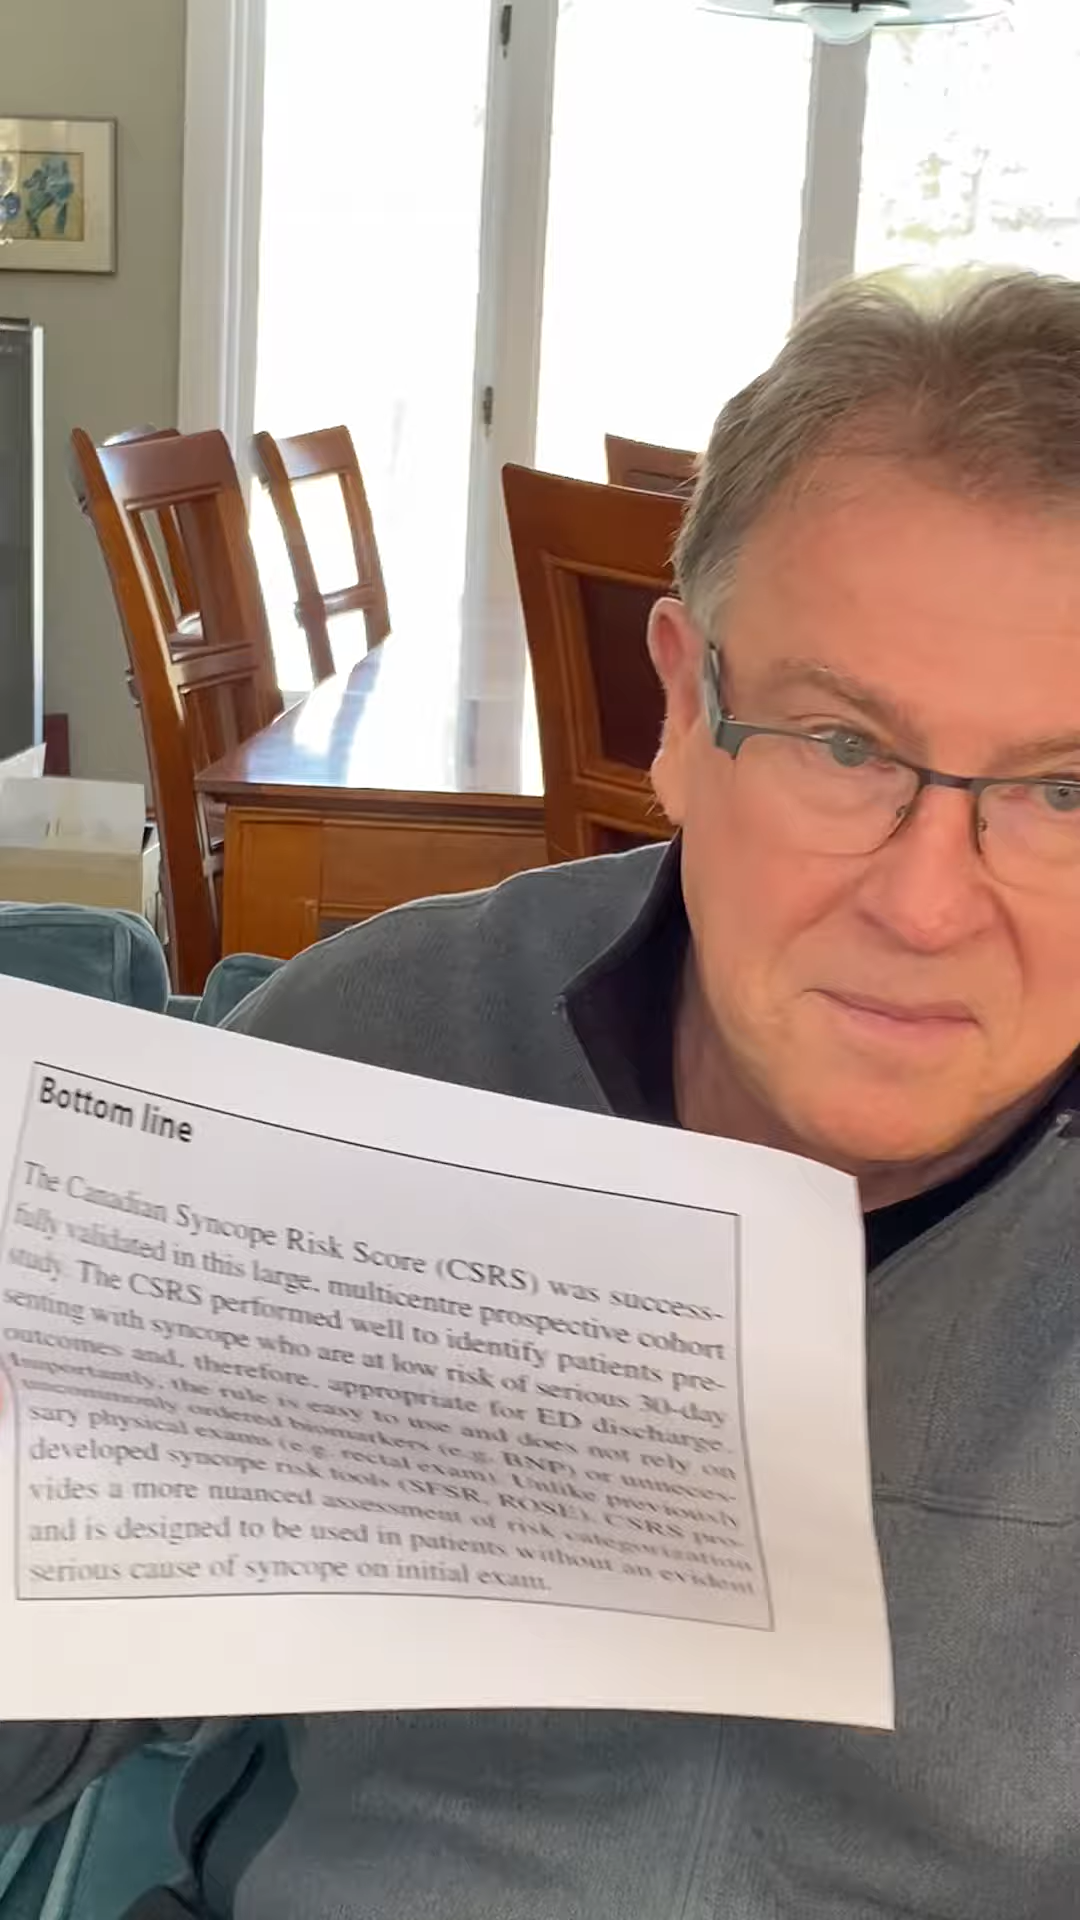 Bottom line
The Canadian Syncope Risk Score (CSRS) was success-
fully validated in this large, multicentre prospective cohort
study. The CSRS performed well to identify patients pre-
senting with syncope who are at low risk of serious 30-day
outcomes and, therefore, appropriate for ED discharge.
Importantly, the rule is easy to use and does not rely on
uncommonly ordered biomarkers (e.g. BNP) or unneces-
sary physical exams (e.g. rectal exam). Unlike previously
developed syncope risk tools (SFSR, ROSE), CSRS pro-
vides a more nuanced assessment of risk categorization
and is designed to be used in patients without an evident
serious cause of syncope on initial exam.